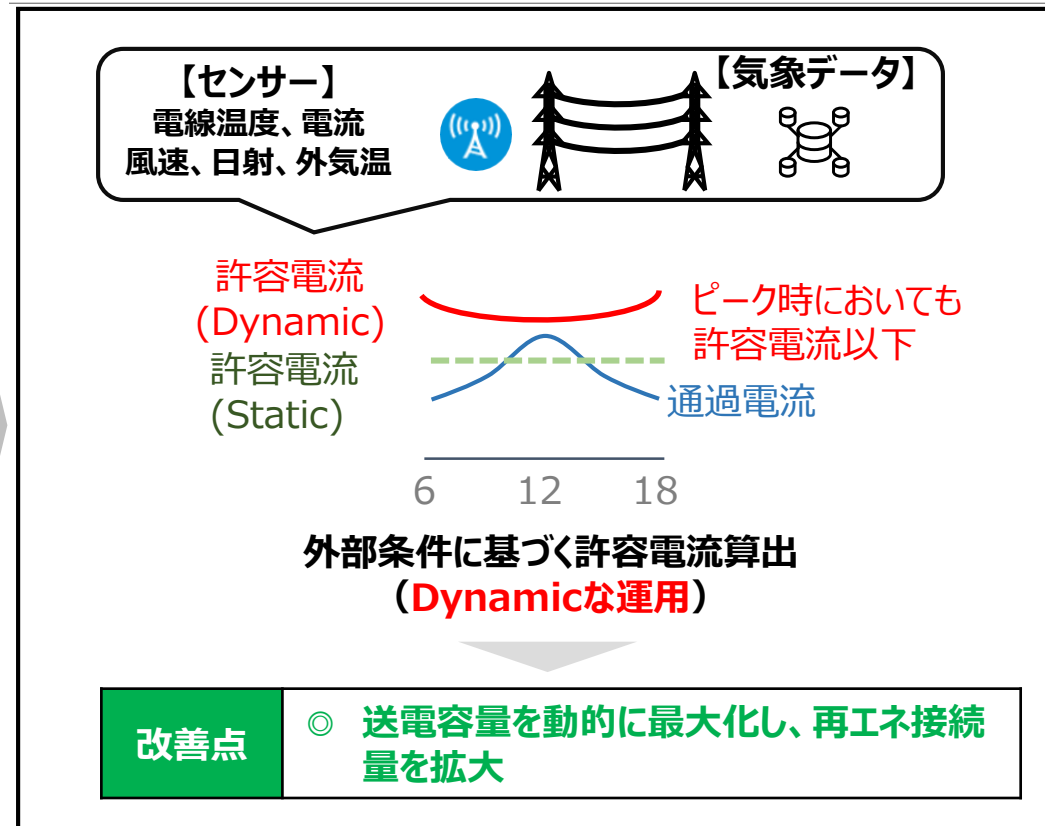 【センサー】
電線温度、電流
風速、日射、外気温
【気象データ】
許容電流
(Dynamic)
許容電流
(Static)
ピーク時においても
許容電流以下
通過電流
6 12 18
外部条件に基づく許容電流算出
（Dynamicな運用）
改善点
◎ 送電容量を動的に最大化し、再エネ接続
量を拡大